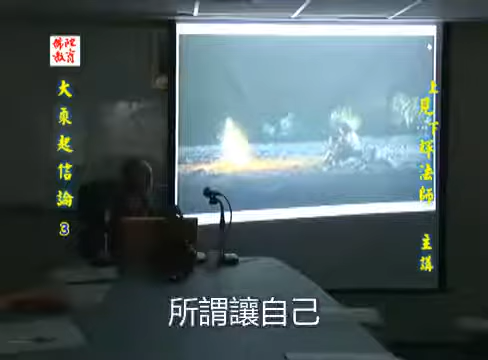 佛陀
教育
大乘起信論
3
上見下輝法師 主講
所謂讓自己